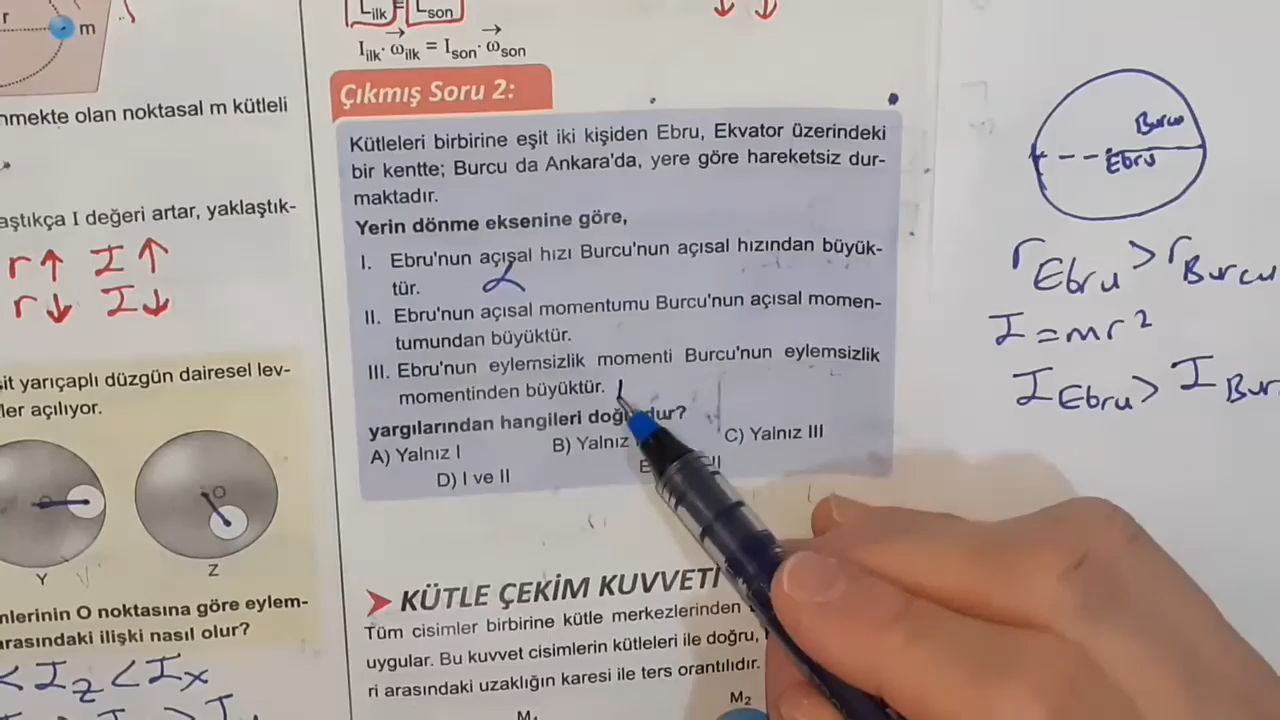 r
m
nmekte olan noktasal m kütleli
aştıkça I değeri artar, yaklaştık-
r↑ I↑
r↓ I↓
it yarıçaplı düzgün dairesel lev-
ler açılıyor.
O
Y
Z
nlerinin O noktasına göre eylem-
arasındaki ilişki nasıl olur?
< I_Z < I_X
L_ilk = L_son
I_ilk · ω_ilk = I_son · ω_son
Çıkmış Soru 2:
Kütleleri birbirine eşit iki kişiden Ebru, Ekvator üzerindeki
bir kentte; Burcu da Ankara'da, yere göre hareketsiz dur-
maktadır.
Yerin dönme eksenine göre,
I. Ebru'nun açışal hızı Burcu'nun açısal hızından büyük-
tür.
II. Ebru'nun açısal momentumu Burcu'nun açısal momen-
tumundan büyüktür.
III. Ebru'nun eylemsizlik momenti Burcu'nun eylemsizlik
momentinden büyüktür.
yargılarından hangileri doğrudur?
A) Yalnız I
B) Yalnız
C) Yalnız III
D) I ve II
KÜTLE ÇEKİM KUVVETİ
Tüm cisimler birbirine kütle merkezlerinden
uygular. Bu kuvvet cisimlerin kütleleri ile doğru,
ri arasındaki uzaklığın karesi ile ters orantılıdır.
M₂
Burcu
Ebru
r_Ebru > r_Burcu
I = mr²
I_Ebru > I_Bur